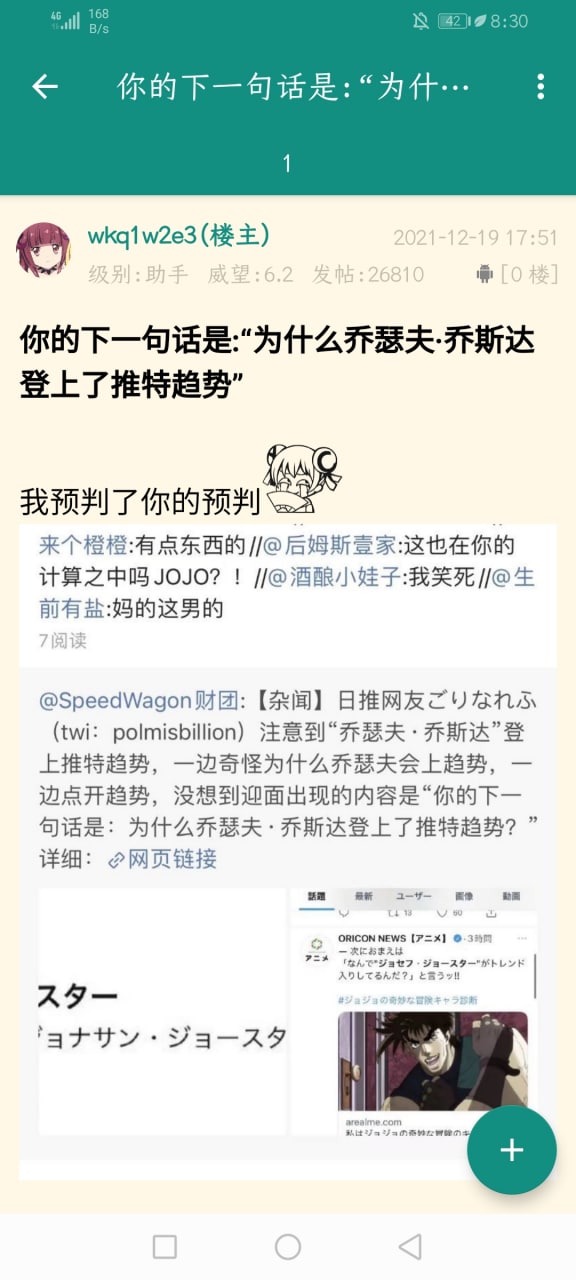 4G
168
B/s
42
8:30
你的下一句话是:“为什…
1
wkq1w2e3(楼主)
2021-12-19 17:51
级别:助手 威望:6.2 发帖:26810
[0 楼]
你的下一句话是:“为什么乔瑟夫·乔斯达
登上了推特趋势”
我预判了你的预判
来个橙橙:有点东西的//@后姆斯壹家:这也在你的
计算之中吗JOJO?！//@酒酿小娃子:我笑死//@生
前有盐:妈的这男的
7阅读
@SpeedWagon财团:【杂闻】日推网友ごりなれふ
（twi：polmisbillion）注意到“乔瑟夫·乔斯达”登
上推特趋势，一边奇怪为什么乔瑟夫会上趋势，一
边点开趋势，没想到迎面出现的内容是“你的下一
句话是：为什么乔瑟夫·乔斯达登上了推特趋势？”
详细：网页链接
話題 最新 ユーザー 画像 動画
13 60
ORICON NEWS【アニメ】·3時間
アニメ
ー 次におまえは
「なんで"ジョセフ・ジョースター"がトレンド
入りしてるんだ?」と言うッ!!
#ジョジョの奇妙な冒険キャラ診断
スター
ジョナサン・ジョースタ
arealme.com
私はジョジョの奇妙な冒険のキ